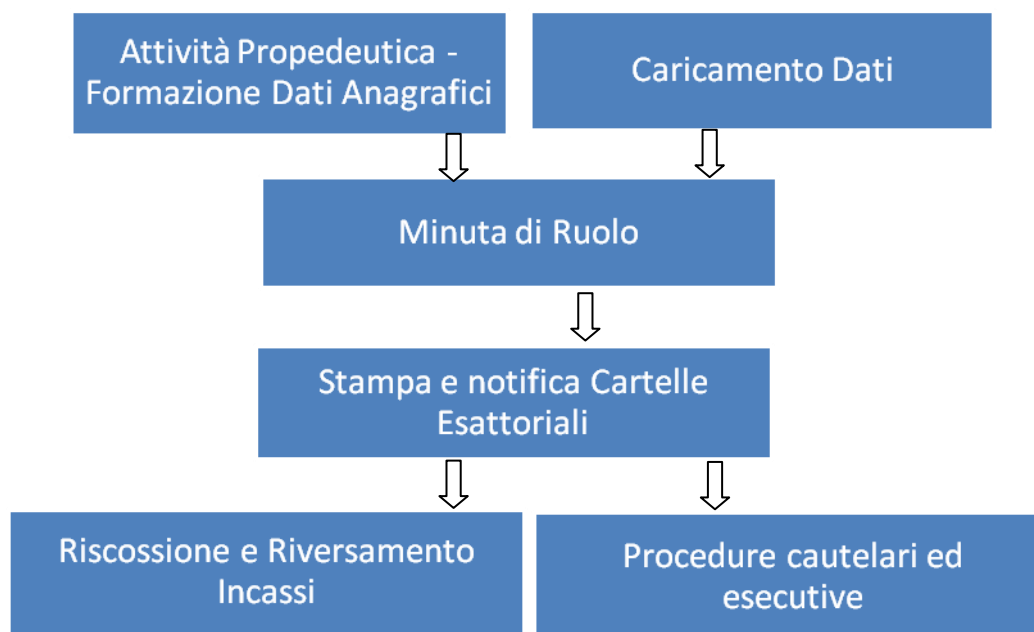 Attività Propedeutica -
Formazione Dati Anagrafici
Caricamento Dati
Minuta di Ruolo
Stampa e notifica Cartelle
Esattoriali
Riscossione e Riversamento
Incassi
Procedure cautelari ed
esecutive